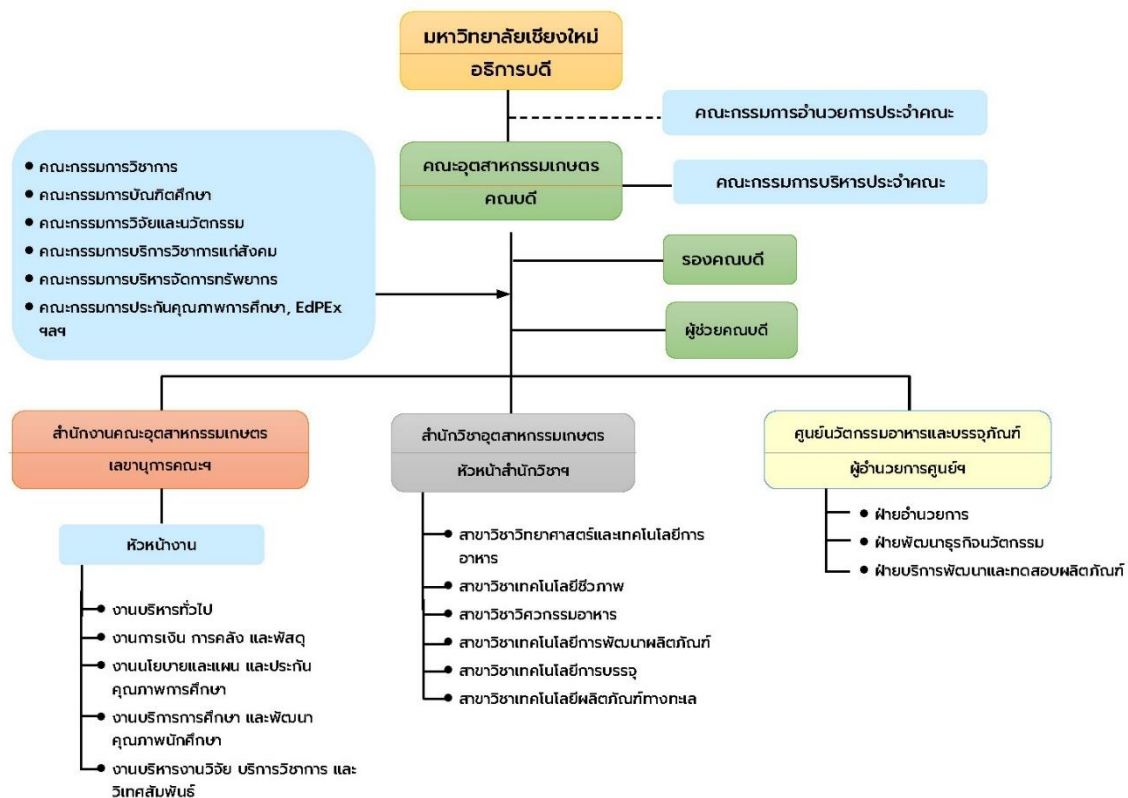 มหาวิทยาลัยเชียงใหม่
อธิการบดี
คณะกรรมการอำนวยการประจำคณะ
คณะอุตสาหกรรมเกษตร
คณบดี
คณะกรรมการบริหารประจำคณะ
• คณะกรรมการวิชาการ
• คณะกรรมการบัณฑิตศึกษา
• คณะกรรมการวิจัยและนวัตกรรม
• คณะกรรมการบริการวิชาการแก่สังคม
• คณะกรรมการบริหารจัดการทรัพยากร
• คณะกรรมการประกันคุณภาพการศึกษา, EdPEx
ฯลฯ
รองคณบดี
ผู้ช่วยคณบดี
สำนักงานคณะอุตสาหกรรมเกษตร
เลขานุการคณะฯ
หัวหน้างาน
• งานบริหารทั่วไป
• งานการเงิน การคลัง และพัสดุ
• งานนโยบายและแผน และประกัน
คุณภาพการศึกษา
• งานบริการการศึกษา และพัฒนา
คุณภาพนักศึกษา
• งานบริหารงานวิจัย บริการวิชาการ และ
วิเทศสัมพันธ์
สำนักวิชาอุตสาหกรรมเกษตร
หัวหน้าสำนักวิชาฯ
• สาขาวิชาวิทยาศาสตร์และเทคโนโลยีการ
อาหาร
• สาขาวิชาเทคโนโลยีชีวภาพ
• สาขาวิชาวิศวกรรมอาหาร
• สาขาวิชาเทคโนโลยีการพัฒนาผลิตภัณฑ์
• สาขาวิชาเทคโนโลยีการบรรจุ
• สาขาวิชาเทคโนโลยีผลิตภัณฑ์ทางทะเล
ศูนย์นวัตกรรมอาหารและบรรจุภัณฑ์
ผู้อำนวยการศูนย์ฯ
• ฝ่ายอำนวยการ
• ฝ่ายพัฒนาธุรกิจนวัตกรรม
• ฝ่ายบริการพัฒนาและทดสอบผลิตภัณฑ์